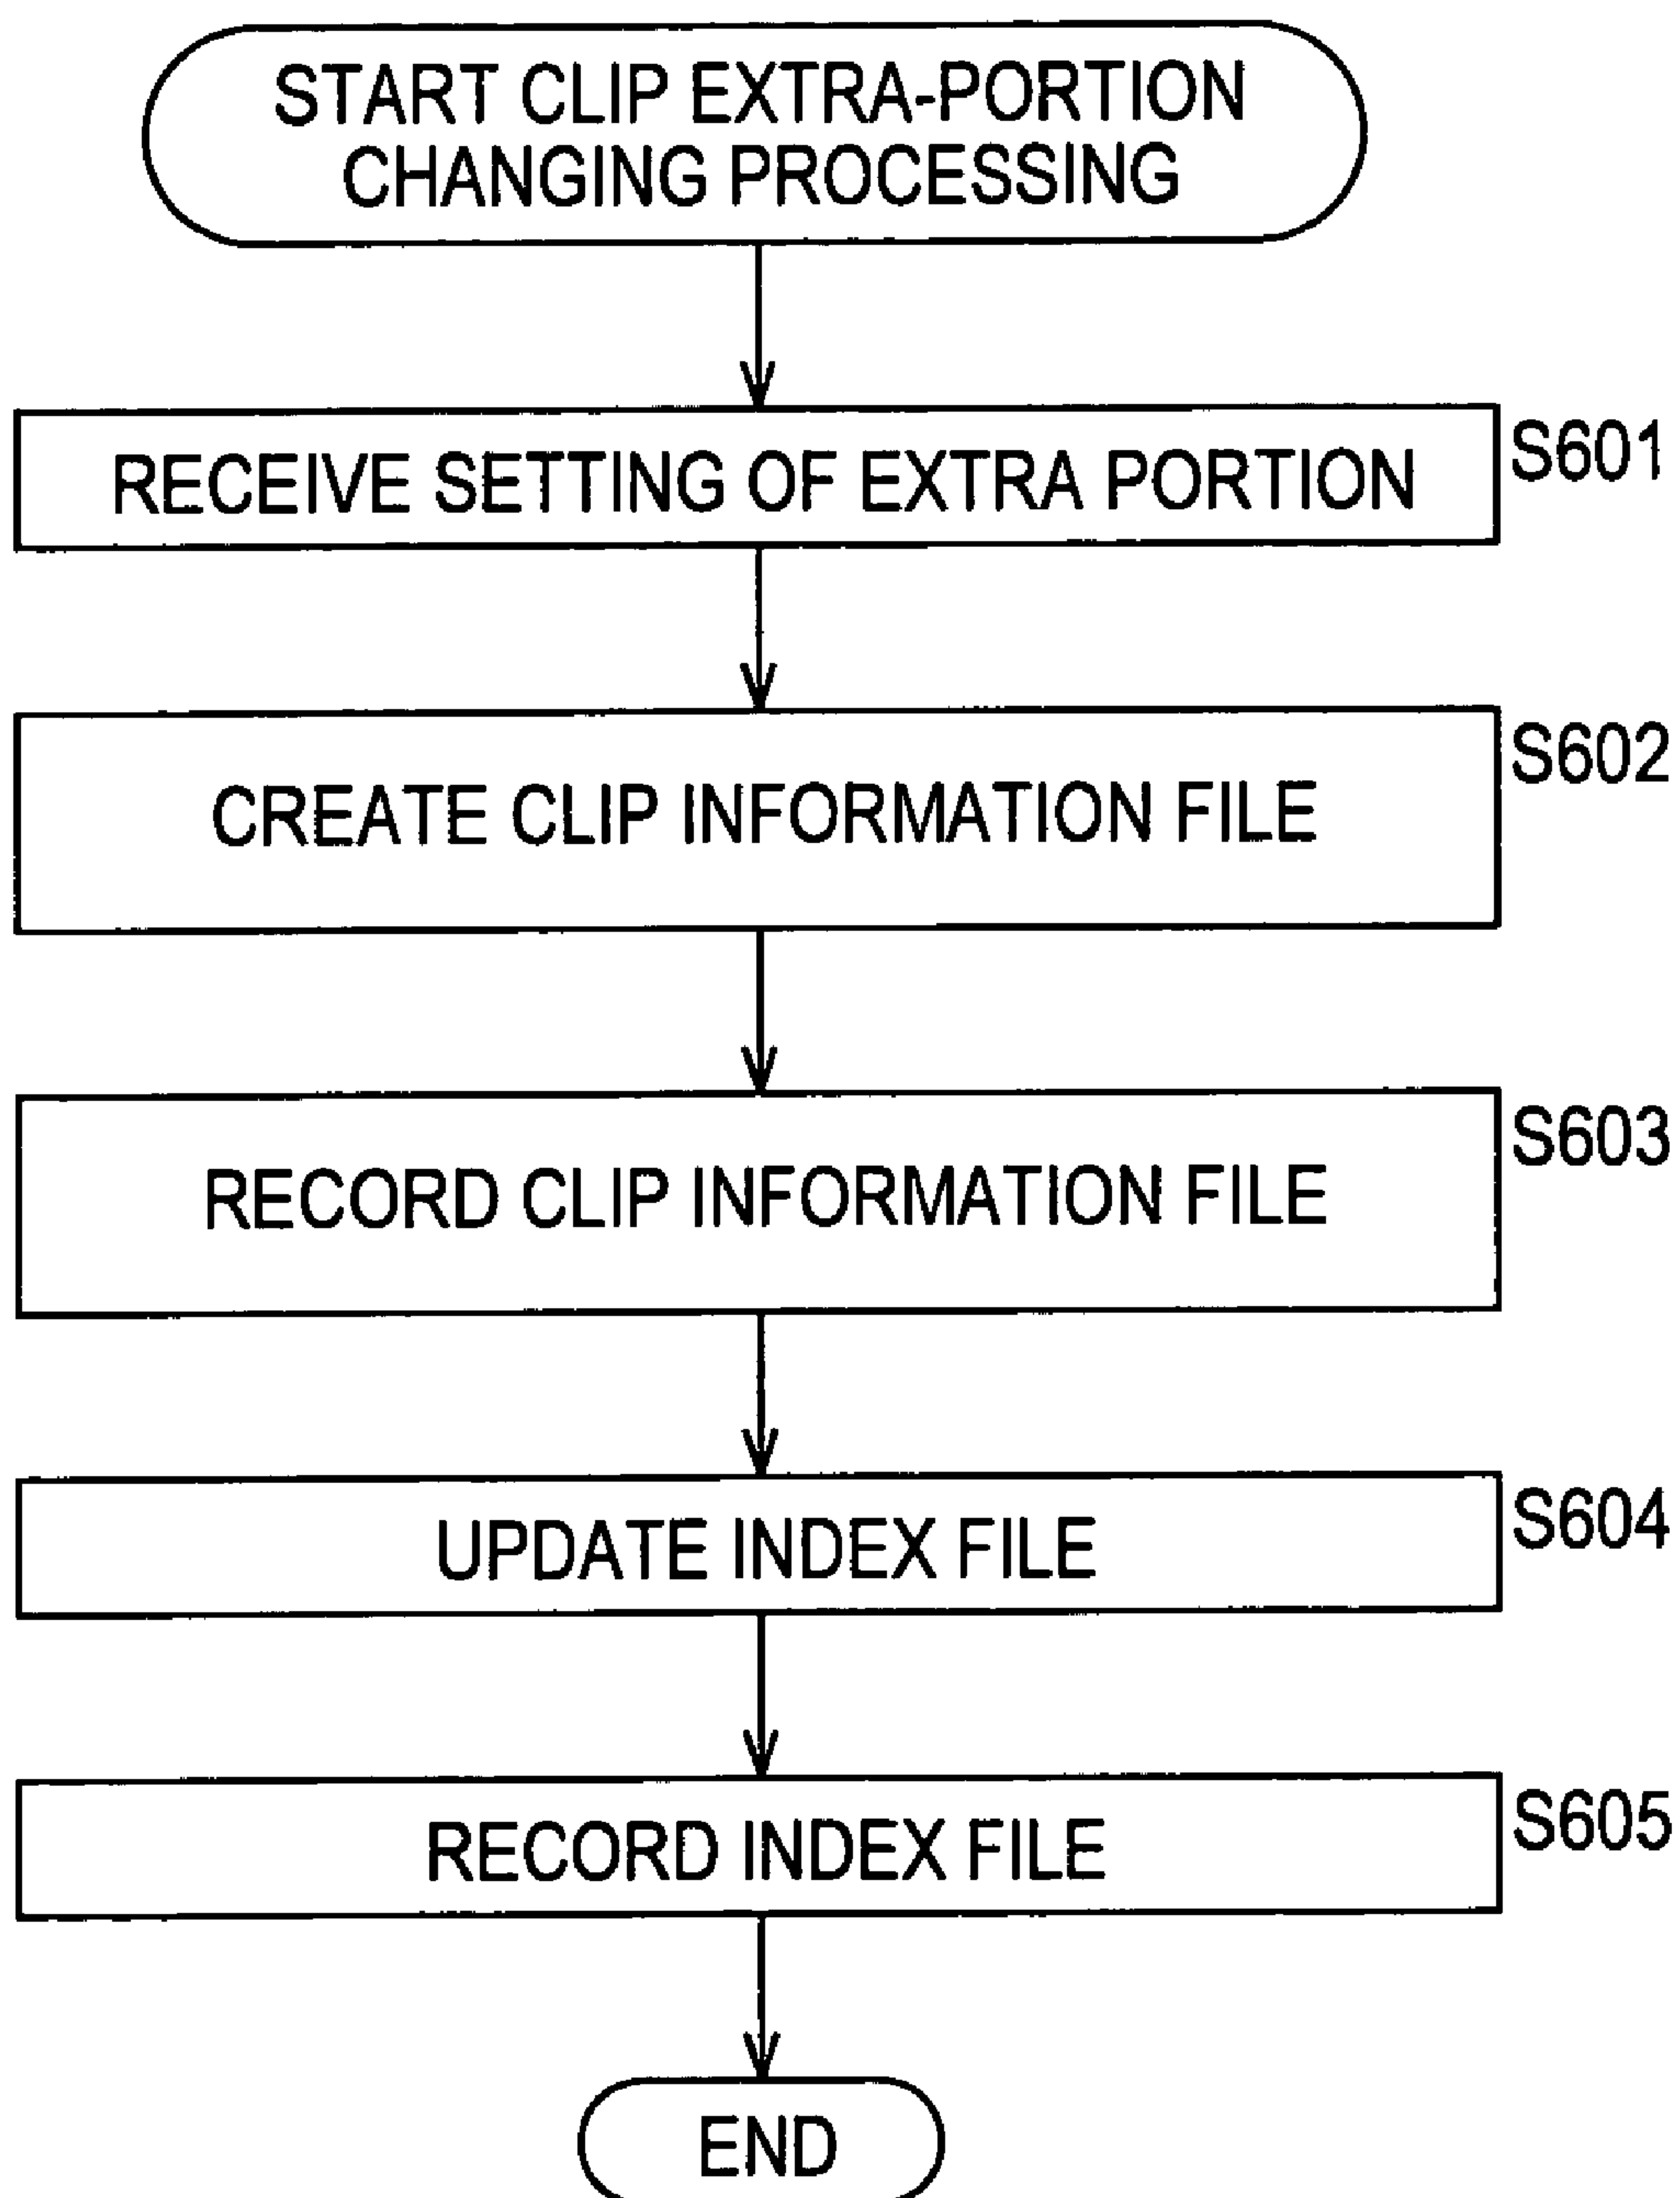 START CLIP EXTRA-PORTION
CHANGING PROCESSING
RECEIVE SETTING OF EXTRA PORTION
S601
CREATE CLIP INFORMATION FILE
S602
RECORD CLIP INFORMATION FILE
S603
UPDATE INDEX FILE
S604
RECORD INDEX FILE
S605
END